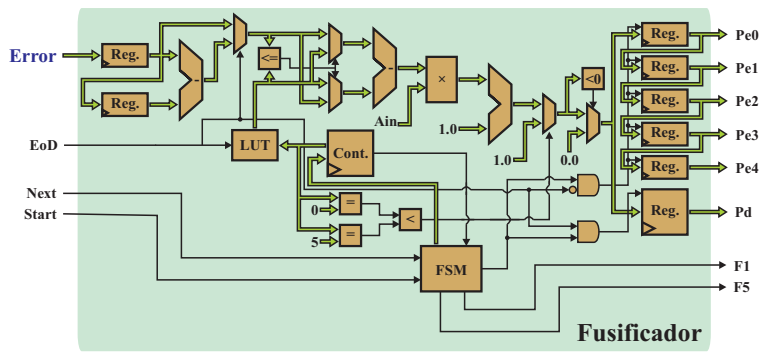 Error
Reg.
-
Reg.
<=
-
×
Ain
1.0
1.0
<0
0.0
Reg.
Pe0
Reg.
Pe1
Reg.
Pe2
Reg.
Pe3
Reg.
Pe4
Reg.
Pd
EoD
LUT
Cont.
Next
Start
0
=
5
=
<
FSM
F1
F5
Fusificador